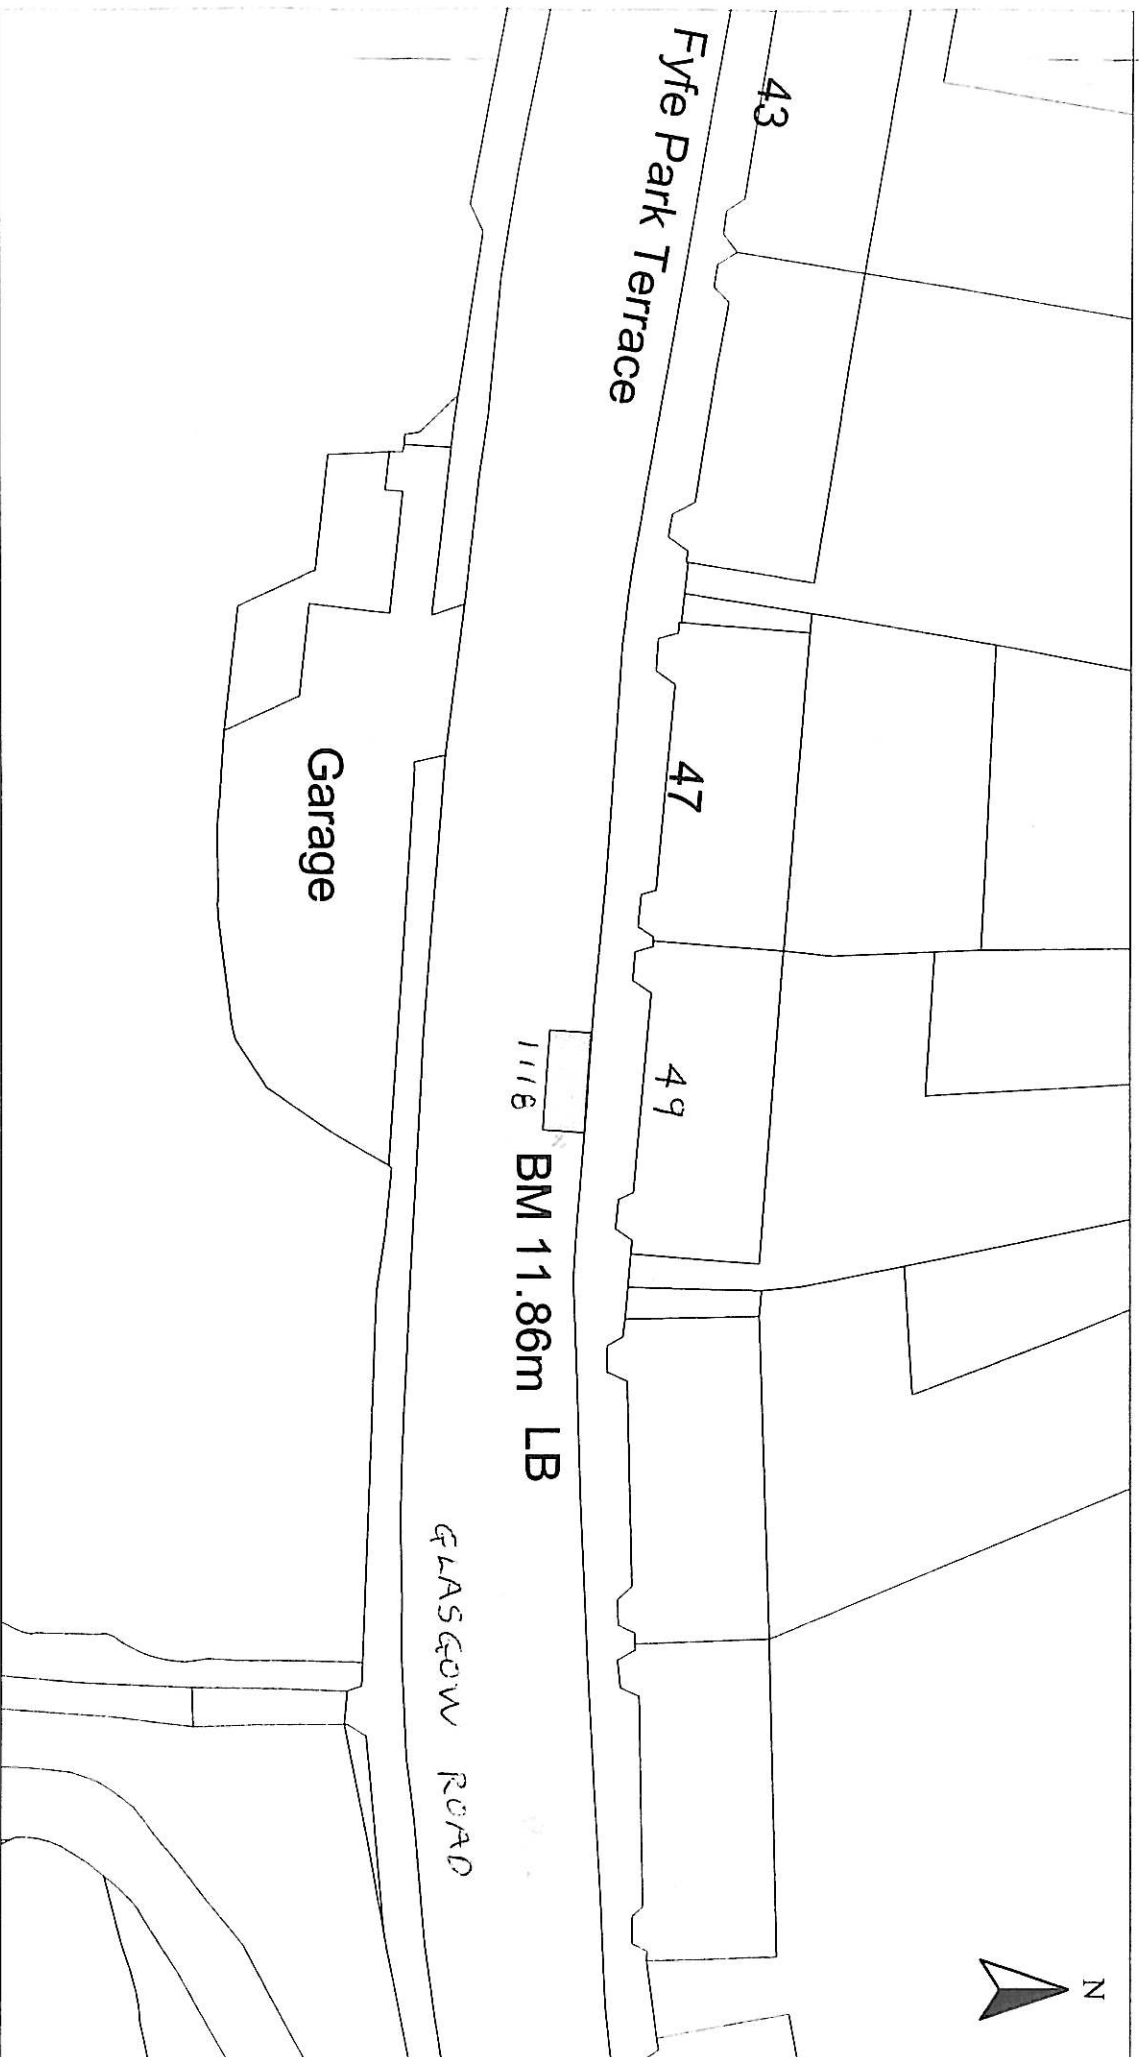 N
43
Fyfe Park Terrace
47
49
1118
BM 11.86m LB
Garage
GLASGOW ROAD